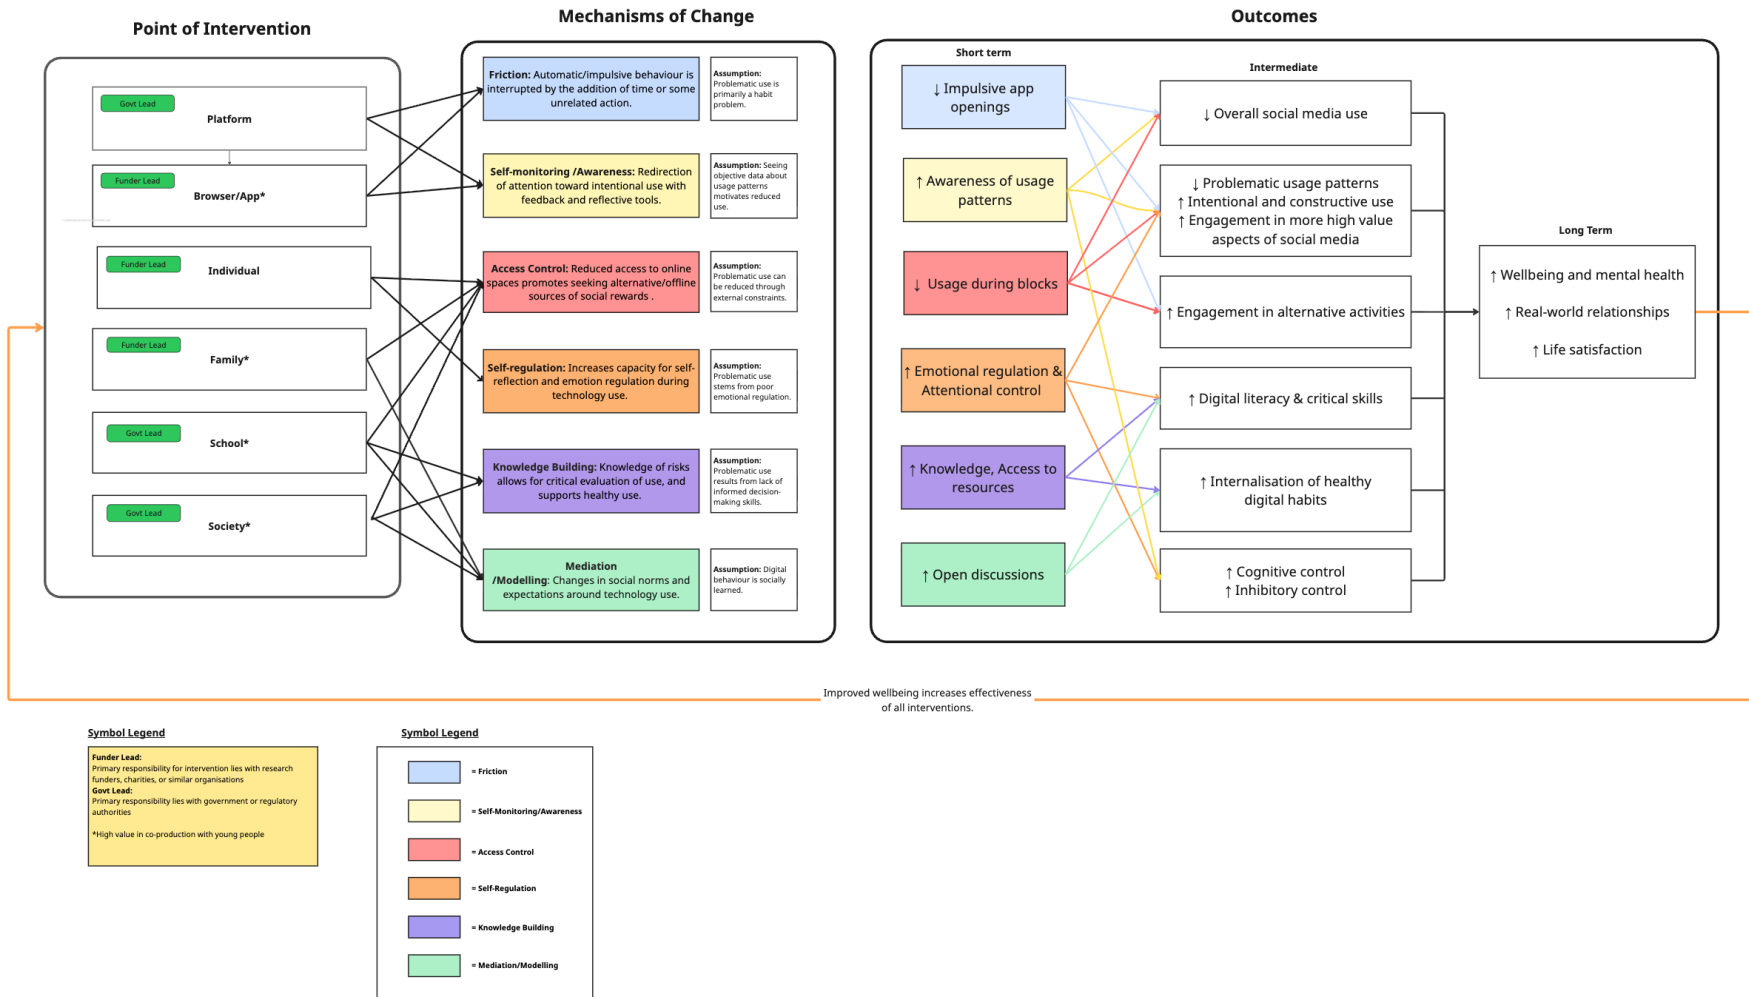 Point of Intervention
Mechanisms of Change
Outcomes
Govt Lead
Platform
Funder Lead
Browser/App*
Funder Lead
Individual
Funder Lead
Family*
Govt Lead
School*
Govt Lead
Society*
Friction: Automatic/impulsive behaviour is
interrupted by the addition of time or some
unrelated action.
Assumption:
Problematic use is
primarily a habit
problem.
Self-monitoring /Awareness: Redirection
of attention toward intentional use with
feedback and reflective tools.
Assumption: Seeing
objective data about
usage patterns
motivates reduced
use.
Access Control: Reduced access to online
spaces promotes seeking alternative/offline
sources of social rewards .
Assumption:
Problematic use can
be reduced through
external constraints.
Self-regulation: Increases capacity for self-
reflection and emotion regulation during
technology use.
Assumption:
Problematic use
stems from poor
emotional regulation.
Knowledge Building: Knowledge of risks
allows for critical evaluation of use, and
supports healthy use.
Assumption:
Problematic use
results from lack of
informed decision-
making skills.
Mediation
/Modelling: Changes in social norms and
expectations around technology use.
Assumption: Digital
behaviour is socially
learned.
Short term
↓ Impulsive app
openings
↑ Awareness of usage
patterns
↓ Usage during blocks
↑ Emotional regulation &
Attentional control
↑ Knowledge, Access to
resources
↑ Open discussions
Intermediate
↓ Overall social media use
↓ Problematic usage patterns
↑ Intentional and constructive use
↑ Engagement in more high value
aspects of social media
↑ Engagement in alternative activities
↑ Digital literacy & critical skills
↑ Internalisation of healthy
digital habits
↑ Cognitive control
↑ Inhibitory control
Long Term
↑ Wellbeing and mental health
↑ Real-world relationships
↑ Life satisfaction
Improved wellbeing increases effectiveness
of all interventions.
Symbol Legend
Funder Lead:
Primary responsibility for intervention lies with research
funders, charities, or similar organisations
Govt Lead:
Primary responsibility lies with government or regulatory
authorities
*High value in co-production with young people
Symbol Legend
= Friction
= Self-Monitoring/Awareness
= Access Control
= Self-Regulation
= Knowledge Building
= Mediation/Modelling